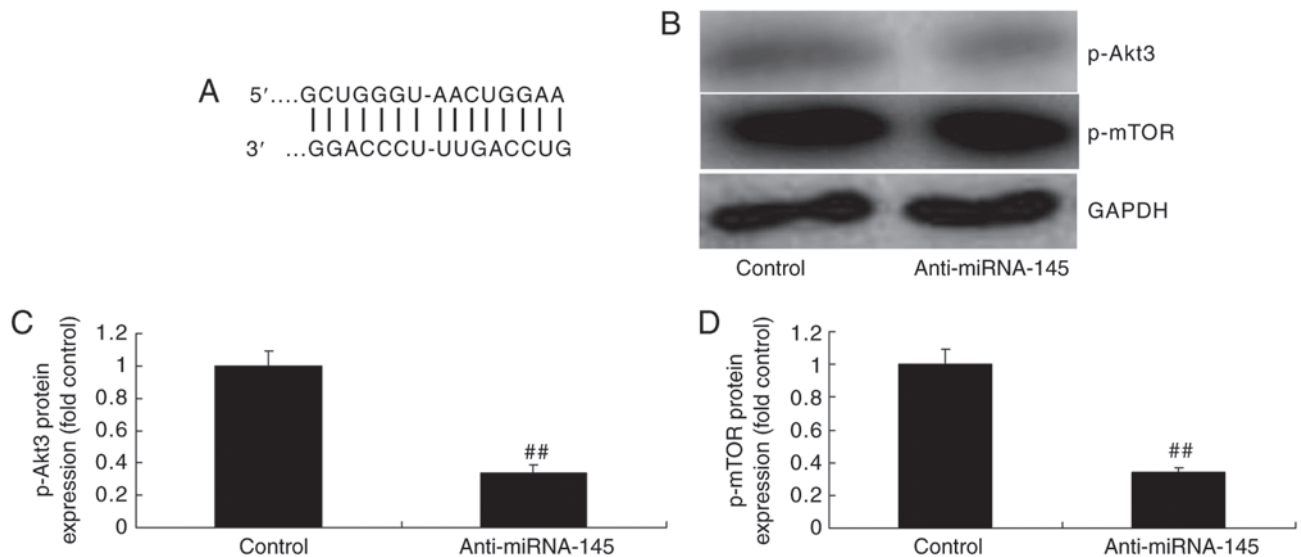 A
5′....GCUGGGU-AACUGGAA
3′ ...GGACCCU-UUGACCUG
B
p-Akt3
p-mTOR
GAPDH
Control Anti-miRNA-145
C
p-Akt3 protein
expression (fold control)
1.2
1
0.8
0.6
0.4
0.2
0
##
Control Anti-miRNA-145
D
p-mTOR protein
expression (fold control)
1.2
1
0.8
0.6
0.4
0.2
0
##
Control Anti-miRNA-145